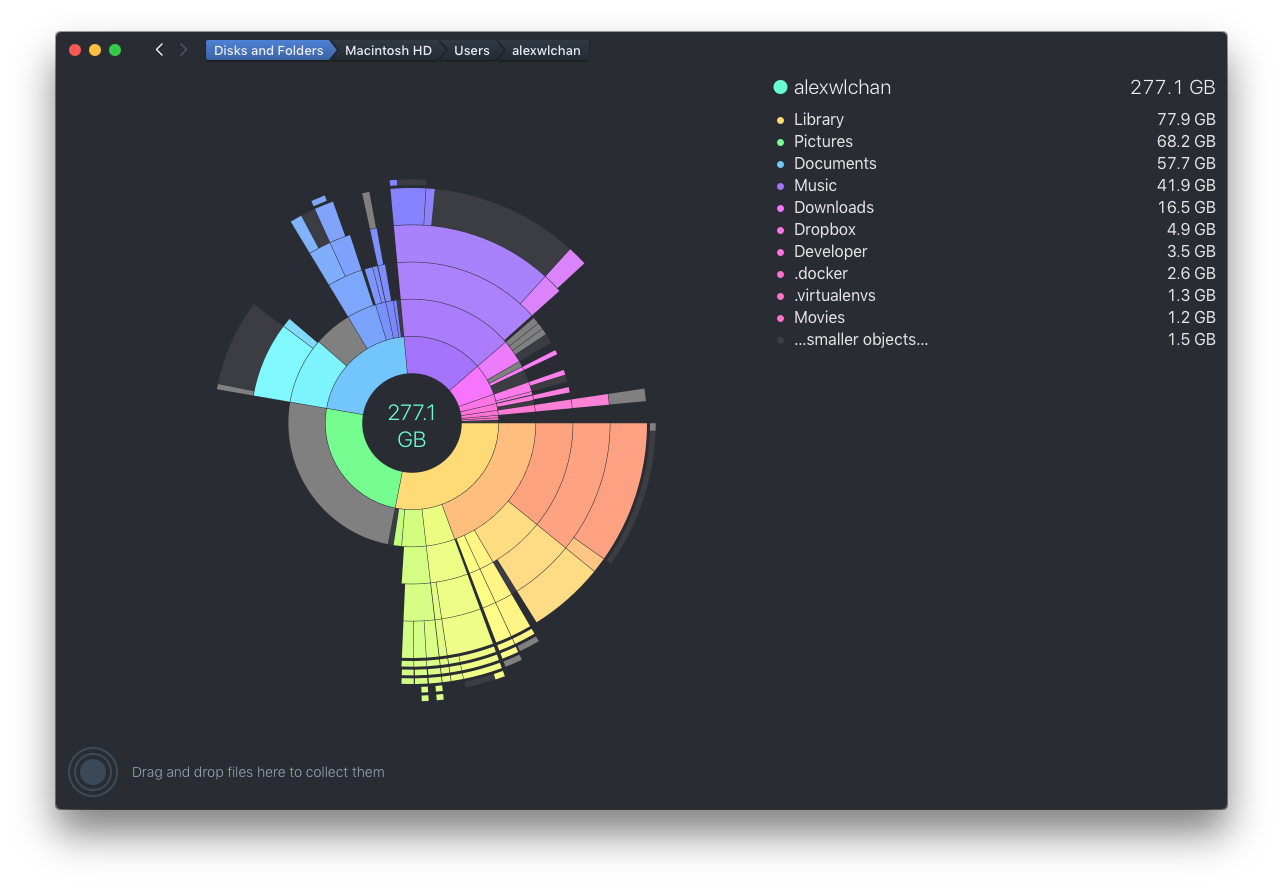 Disks and Folders Macintosh HD Users alexwlchan
alexwlchan 277.1 GB
Library 77.9 GB
Pictures 68.2 GB
Documents 57.7 GB
Music 41.9 GB
Downloads 16.5 GB
Dropbox 4.9 GB
Developer 3.5 GB
.docker 2.6 GB
.virtualenvs 1.3 GB
Movies 1.2 GB
...smaller objects... 1.5 GB
277.1
GB
Drag and drop files here to collect them